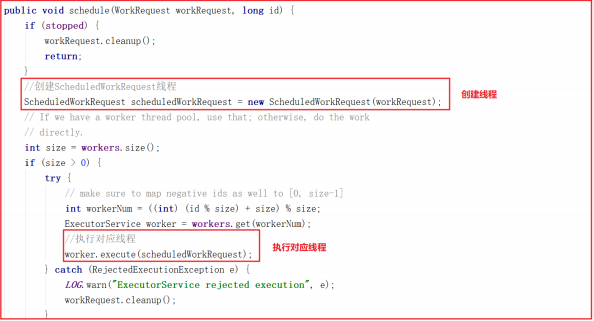 public void schedule(WorkRequest workRequest, long id) {
if (stopped) {
workRequest.cleanup();
return;
}
//创建ScheduledWorkRequest线程
ScheduledWorkRequest scheduledWorkRequest = new ScheduledWorkRequest(workRequest);
创建线程
// If we have a worker thread pool, use that; otherwise, do the work
// directly.
int size = workers.size();
if (size > 0) {
try {
// make sure to map negative ids as well to [0, size-1]
int workerNum = ((int) (id % size) + size) % size;
ExecutorService worker = workers.get(workerNum);
//执行对应线程
worker.execute(scheduledWorkRequest);
执行对应线程
} catch (RejectedExecutionException e) {
LOG.warn("ExecutorService rejected execution", e);
workRequest.cleanup();
}